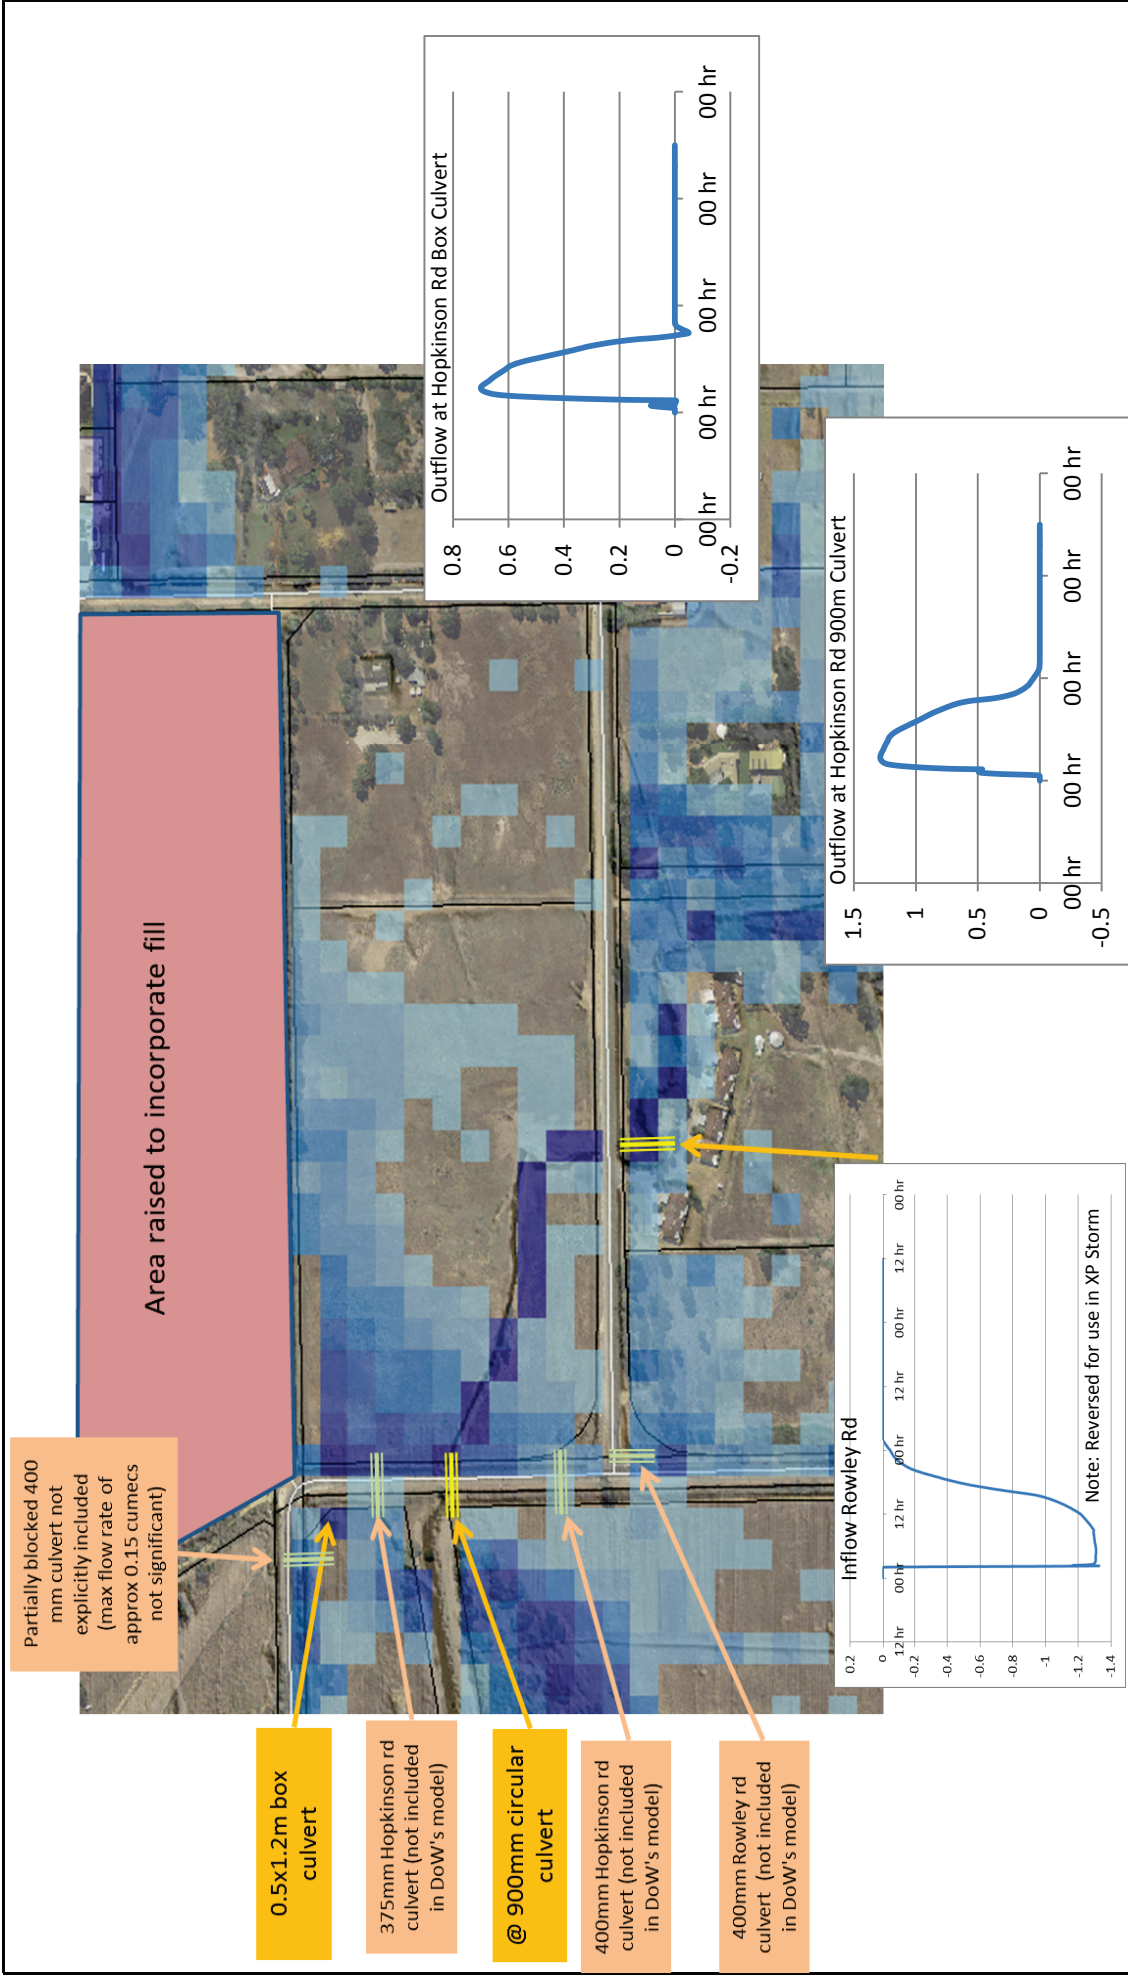 Partially blocked 400
mm culvert not
explicitly included
(max flow rate of
approx 0.15 cumecs
not significant)
Area raised to incorporate fill
0.5x1.2m box
culvert
375mm Hopkinson rd
culvert (not included
in DoW's model)
@ 900mm circular
culvert
400mm Hopkinson rd
culvert (not included
in DoW's model)
400mm Rowley rd
culvert (not included
in DoW's model)
Outflow at Hopkinson Rd Box Culvert
0.8
0.6
0.4
0.2
0
-0.2
00 hr
00 hr
00 hr
00 hr
00 hr
Outflow at Hopkinson Rd 900m Culvert
1.5
1
0.5
0
-0.5
00 hr
00 hr
00 hr
00 hr
00 hr
Inflow Rowley Rd
0.2
0
-0.2
-0.4
-0.6
-0.8
-1
-1.2
-1.4
12 hr
00 hr
12 hr
00 hr
12 hr
00 hr
12 hr
00 hr
Note: Reversed for use in XP Storm